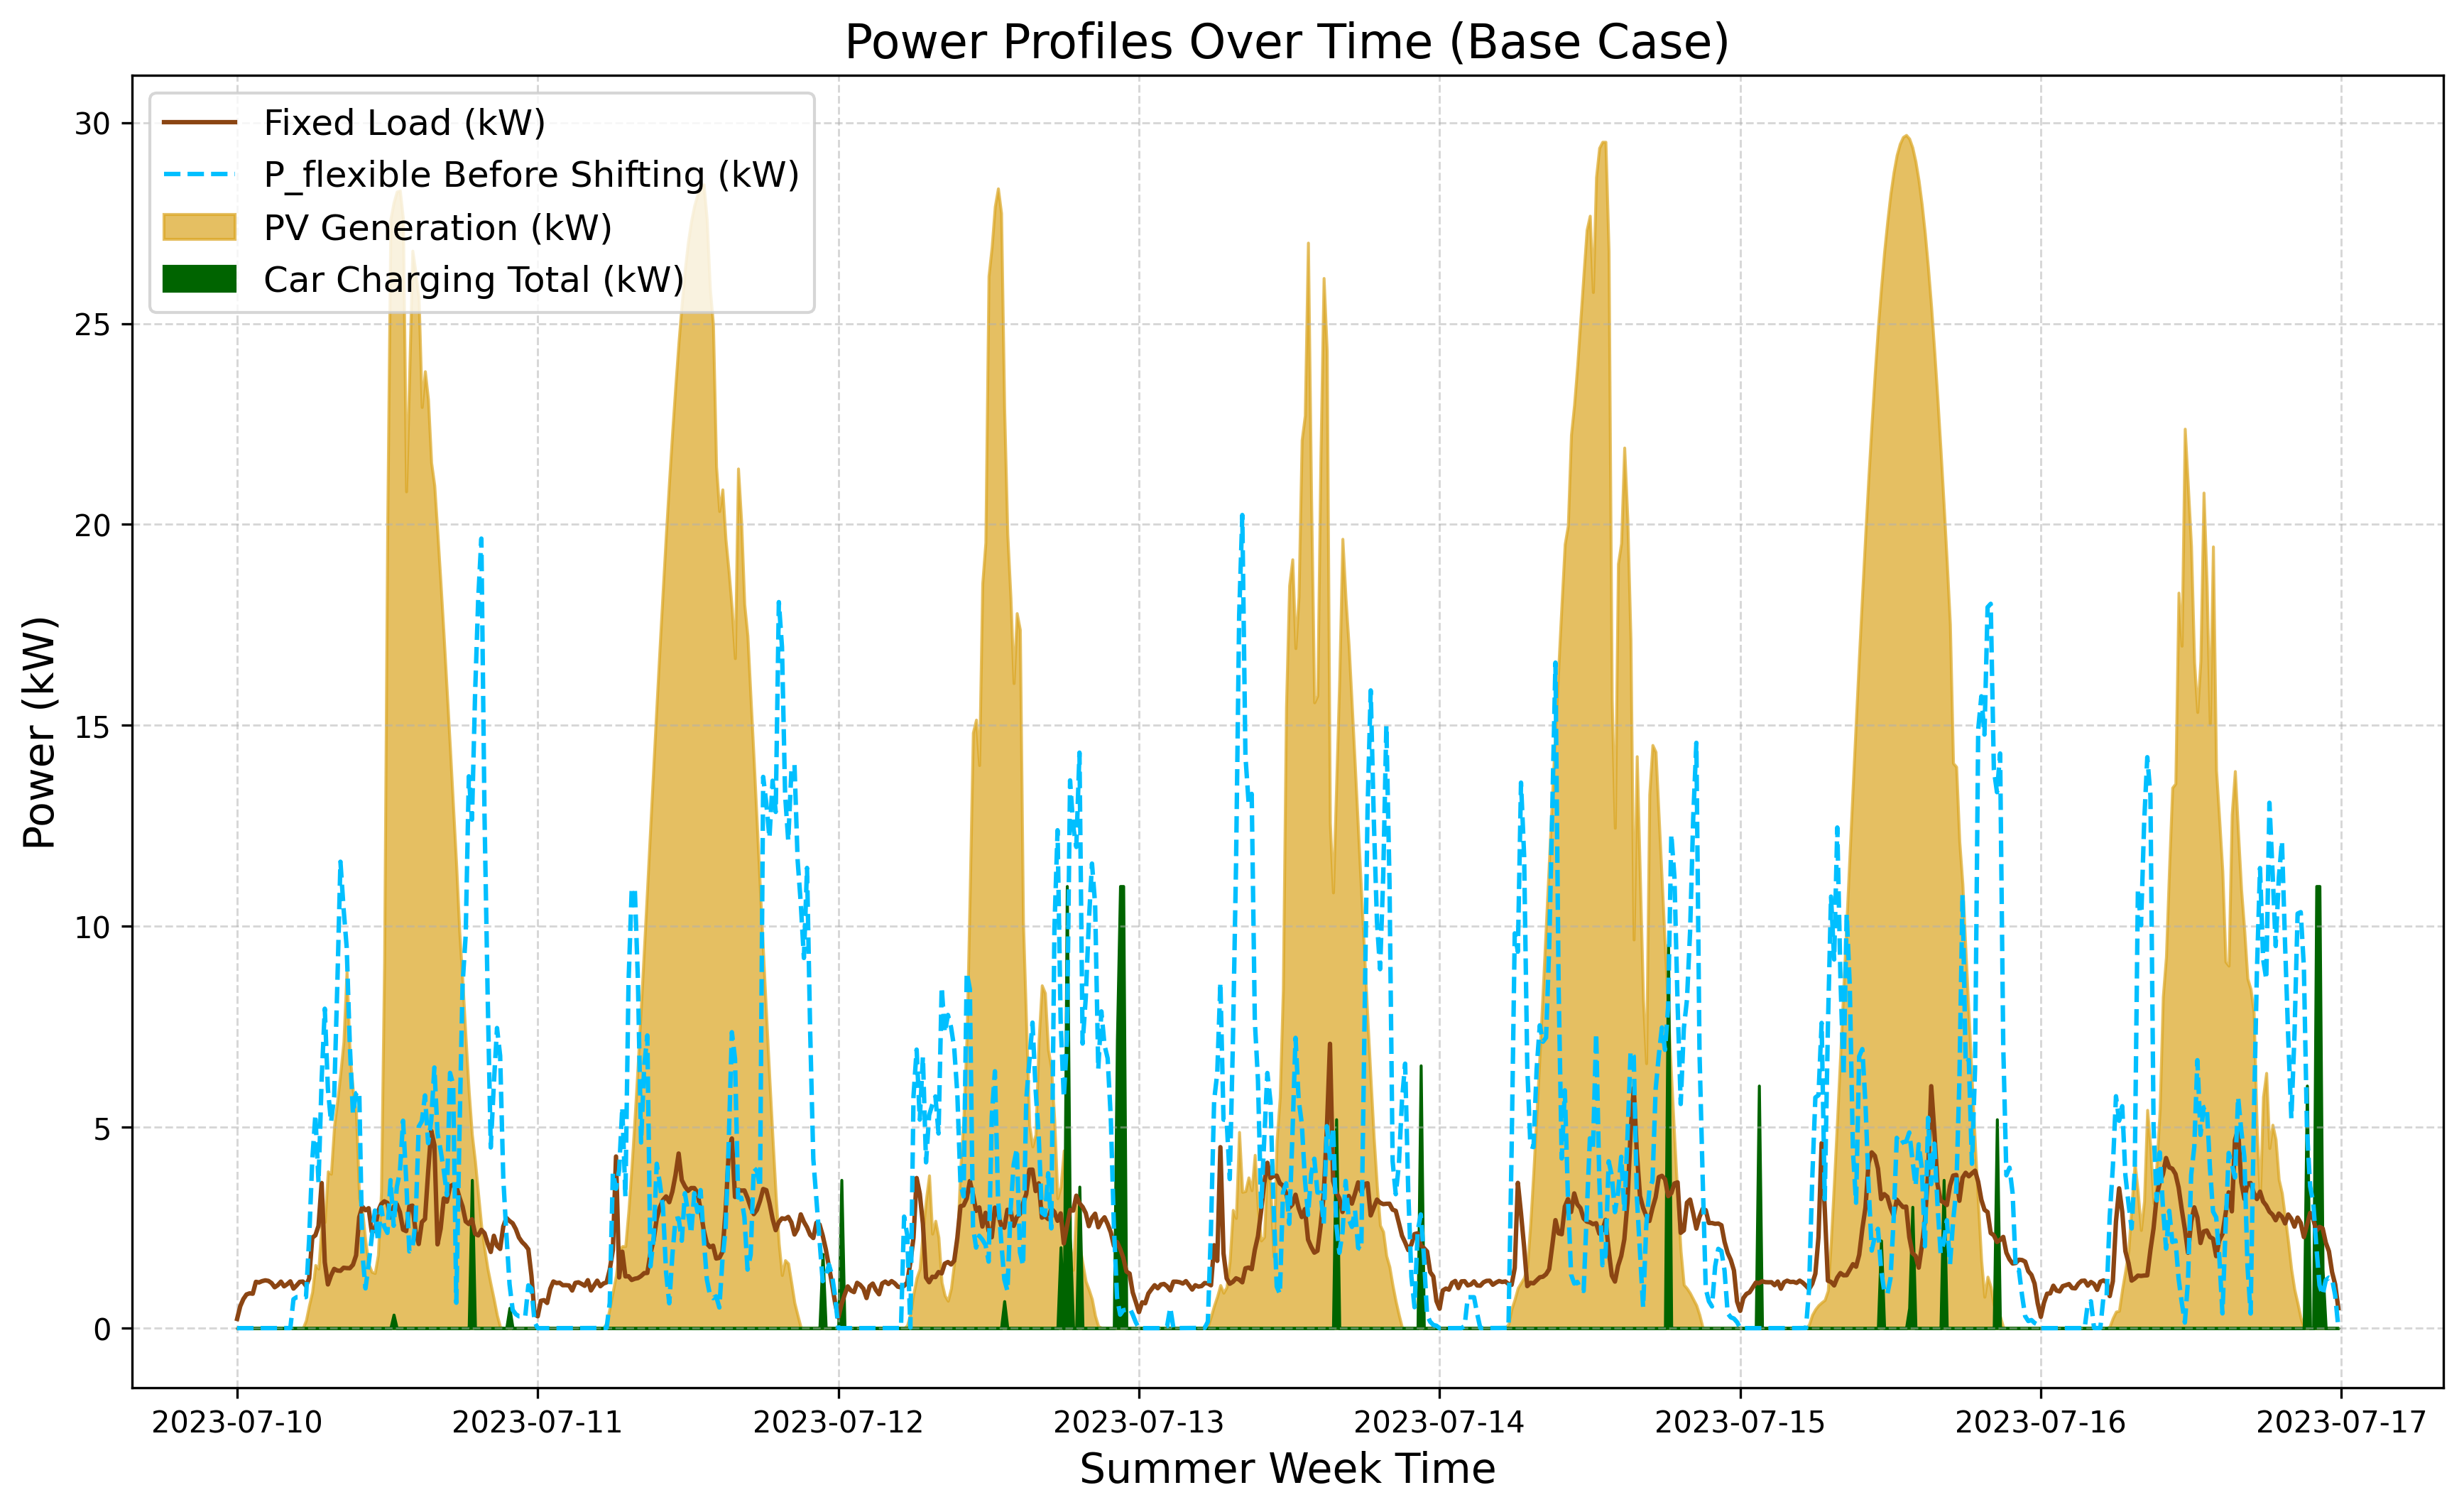 Power Profiles Over Time (Base Case)
Fixed Load (kW)
P_flexible Before Shifting (kW)
PV Generation (kW)
Car Charging Total (kW)
Power (kW)
30
25
20
15
10
5
0
2023-07-10
2023-07-11
2023-07-12
2023-07-13
2023-07-14
2023-07-15
2023-07-16
2023-07-17
Summer Week Time